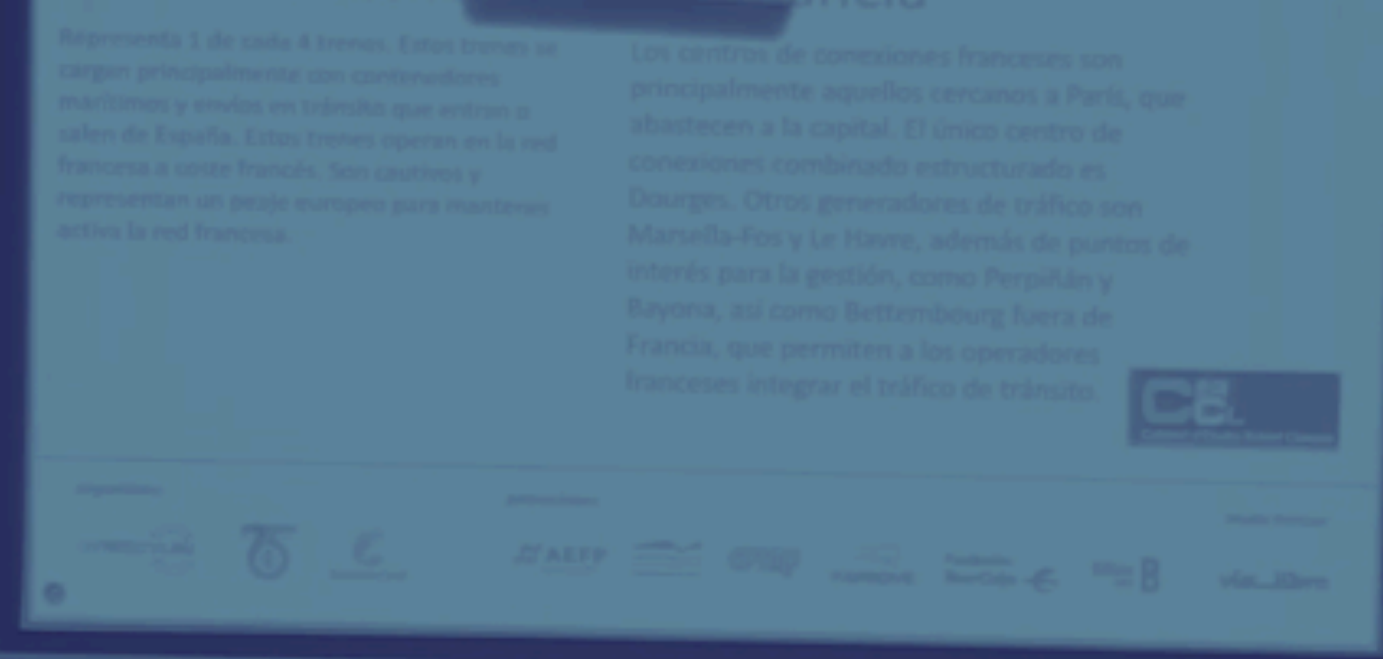 Representa 1 de cada 4 trenes. Estos trenes se
cargan principalmente con contenedores
marítimos y envíos en tránsito que entran o
salen de España. Estos trenes operan en la red
francesa a coste francés. Son cautivos y
representan un peaje europeo para mantener
activa la red francesa.
Los centros de conexiones franceses son
principalmente aquellos cercanos a París, que
abastecen a la capital. El único centro de
conexiones combinado estructurado es
Dourges. Otros generadores de tráfico son
Marsella-Fos y Le Havre, además de puntos de
interés para la gestión, como Perpiñán y
Bayona, así como Bettembourg fuera de
Francia, que permiten a los operadores
franceses integrar el tráfico de tránsito.
AEFP
vía libre